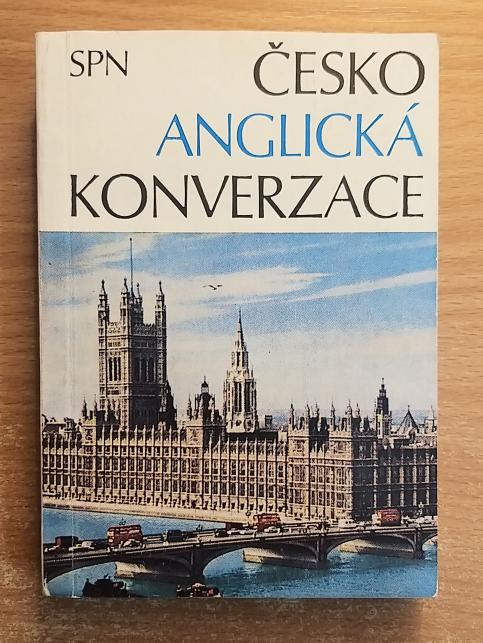 SPN
ČESKO
ANGLICKÁ
KONVERZACE